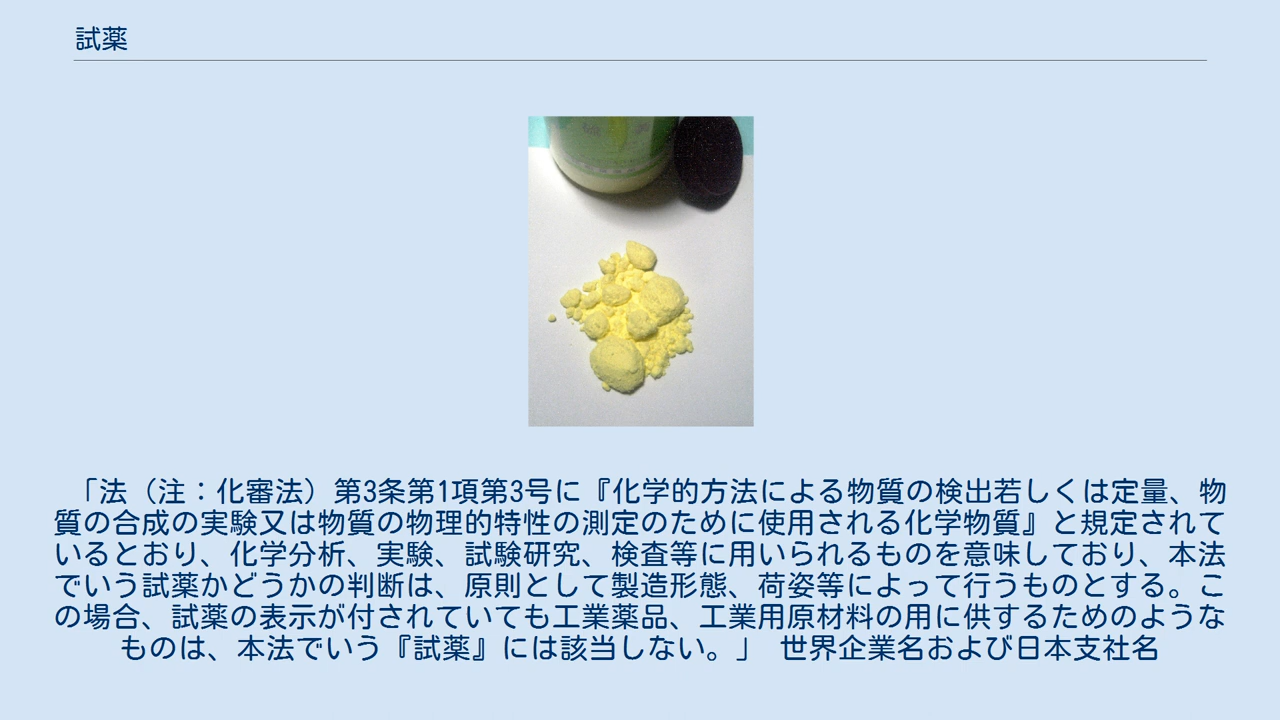 試薬
「法（注：化審法）第3条第1項第3号に『化学的方法による物質の検出若しくは定量、物
質の合成の実験又は物質の物理的特性の測定のために使用される化学物質』と規定されて
いるとおり、化学分析、実験、試験研究、検査等に用いられるものを意味しており、本法
でいう試薬かどうかの判断は、原則として製造形態、荷姿等によって行うものとする。こ
の場合、試薬の表示が付されていても工業薬品、工業用原材料の用に供するためのような
ものは、本法でいう『試薬』には該当しない。」 世界企業名および日本支社名